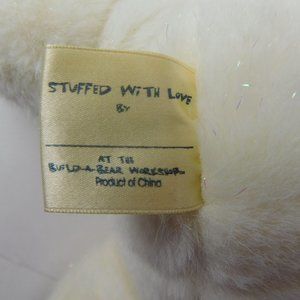 STUFFED WITH LOVE
BY
AT THE
BUILD-A-BEAR WORKSHOP
Product of China